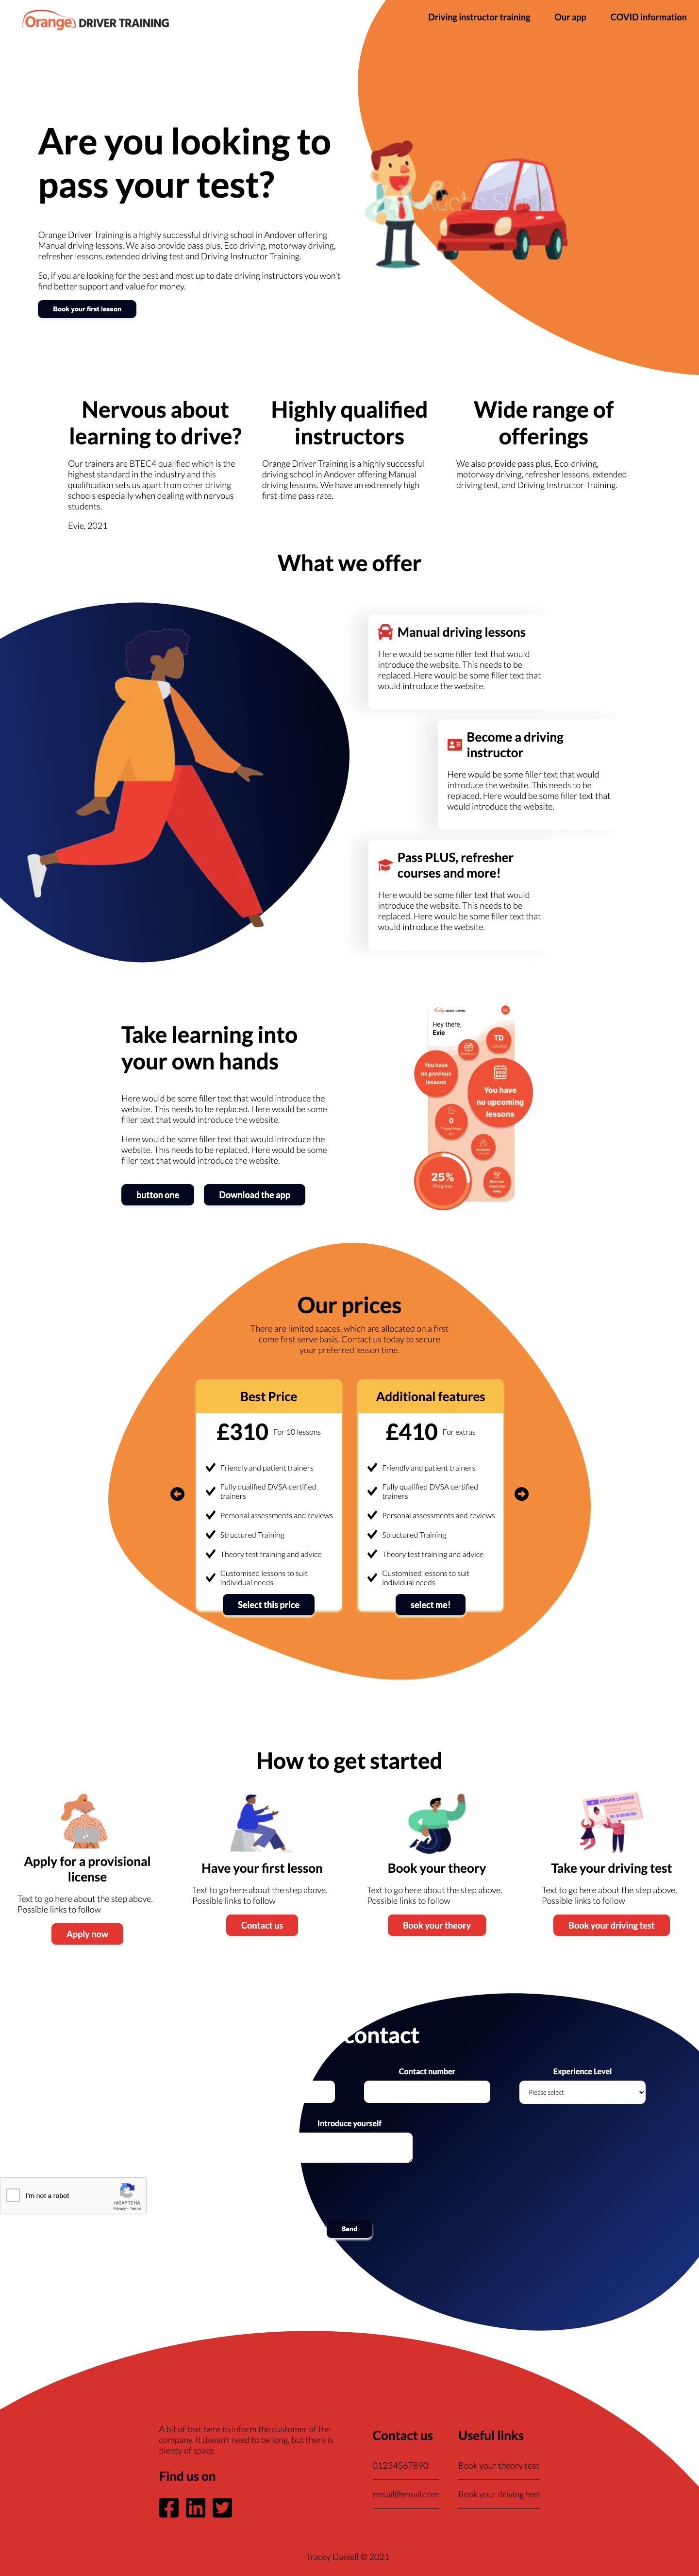 Orange DRIVER TRAINING
Driving instructor training
Our app
COVID information
Are you looking to
pass your test?
Orange Driver Training is a highly successful driving school in Andover offering
Manual driving lessons. We also provide pass plus, Eco driving, motorway driving,
refresher lessons, extended driving test and Driving Instructor Training.
So, if you are looking for the best and most up to date driving instructors you won't
find better support and value for money.
Book your first lesson
Nervous about
learning to drive?
Our trainers are BTEC4 qualified which is the
highest standard in the industry and this
qualification sets us apart from other driving
schools especially when dealing with nervous
students.
Evie, 2021
Highly qualified
instructors
Orange Driver Training is a highly successful
driving school in Andover offering Manual
driving lessons. We have an extremely high
first-time pass rate.
Wide range of
offerings
We also provide pass plus, Eco-driving,
motorway driving, refresher lessons, extended
driving test, and Driving Instructor Training.
What we offer
Manual driving lessons
Here would be some filler text that would
introduce the website. This needs to be
replaced. Here would be some filler text that
would introduce the website.
Become a driving
instructor
Here would be some filler text that would
introduce the website. This needs to be
replaced. Here would be some filler text that
would introduce the website.
Pass PLUS, refresher
courses and more!
Here would be some filler text that would
introduce the website. This needs to be
replaced. Here would be some filler text that
would introduce the website.
Take learning into
your own hands
Here would be some filler text that would introduce the
website. This needs to be replaced. Here would be some
filler text that would introduce the website.
Here would be some filler text that would introduce the
website. This needs to be replaced. Here would be some
filler text that would introduce the website.
button one
Download the app
Orange DRIVER TRAINING
Hey there,
Evie
TD
You have
no previous
lessons
You have
no upcoming
lessons
0
25%
Progress
Our prices
There are limited spaces, which are allocated on a first
come first serve basis. Contact us today to secure
your preferred lesson time.
Best Price
£310 For 10 lessons
Friendly and patient trainers
Fully qualified DVSA certified
trainers
Personal assessments and reviews
Structured Training
Theory test training and advice
Customised lessons to suit
individual needs
Select this price
Additional features
£410 For extras
Friendly and patient trainers
Fully qualified DVSA certified
trainers
Personal assessments and reviews
Structured Training
Theory test training and advice
Customised lessons to suit
individual needs
select me!
How to get started
Apply for a provisional
license
Text to go here about the step above.
Possible links to follow
Apply now
Have your first lesson
Text to go here about the step above.
Possible links to follow
Contact us
Book your theory
Text to go here about the step above.
Possible links to follow
Book your theory
DRIVER LICENSE
Take your driving test
Text to go here about the step above.
Possible links to follow
Book your driving test
contact
Contact number
Experience Level
Please select
Introduce yourself
I'm not a robot
reCAPTCHA
Privacy - Terms
Send
A bit of text here to inform the customer of the
company. It doesn't need to be long, but there is
plenty of space
Find us on
Contact us
01234567890
emiail@email.com
Useful links
Book your theory test
Book your driving test
Tracey Daniell © 2021